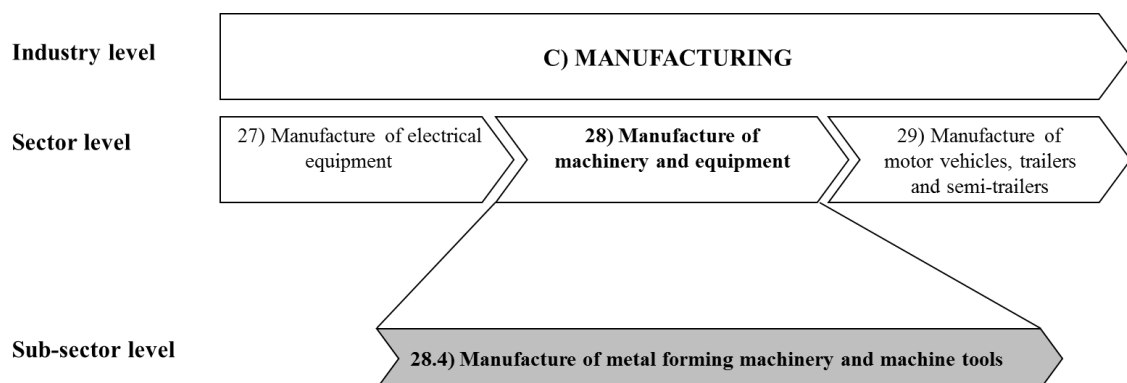 Industry level
C) MANUFACTURING
Sector level
27) Manufacture of electrical
equipment
28) Manufacture of
machinery and equipment
29) Manufacture of
motor vehicles, trailers
and semi-trailers
Sub-sector level
28.4) Manufacture of metal forming machinery and machine tools